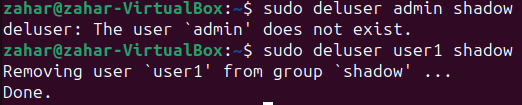 zahar@zahar-VirtualBox:~$ sudo deluser admin shadow
deluser: The user `admin' does not exist.
zahar@zahar-VirtualBox:~$ sudo deluser user1 shadow
Removing user `user1' from group `shadow' ...
Done.